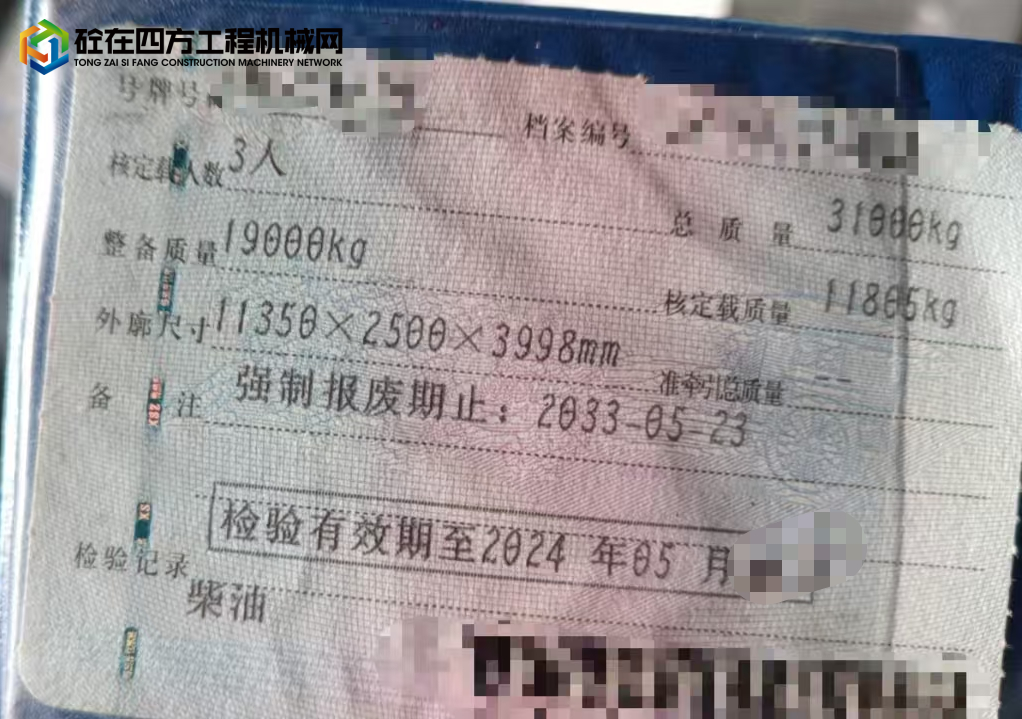 砼在四方工程机械网
TONG ZAI SI FANG CONSTRUCTION MACHINERY NETWORK
号牌号
档案编号
核定载人数 3人
总质量 31000kg
整备质量 19000kg
核定载质量 11805kg
外廓尺寸 11350×2500×3998mm
准牵引总质量 --
备注 强制报废期止：2033-05-23
检验有效期至2024 年05 月
检验记录
柴油